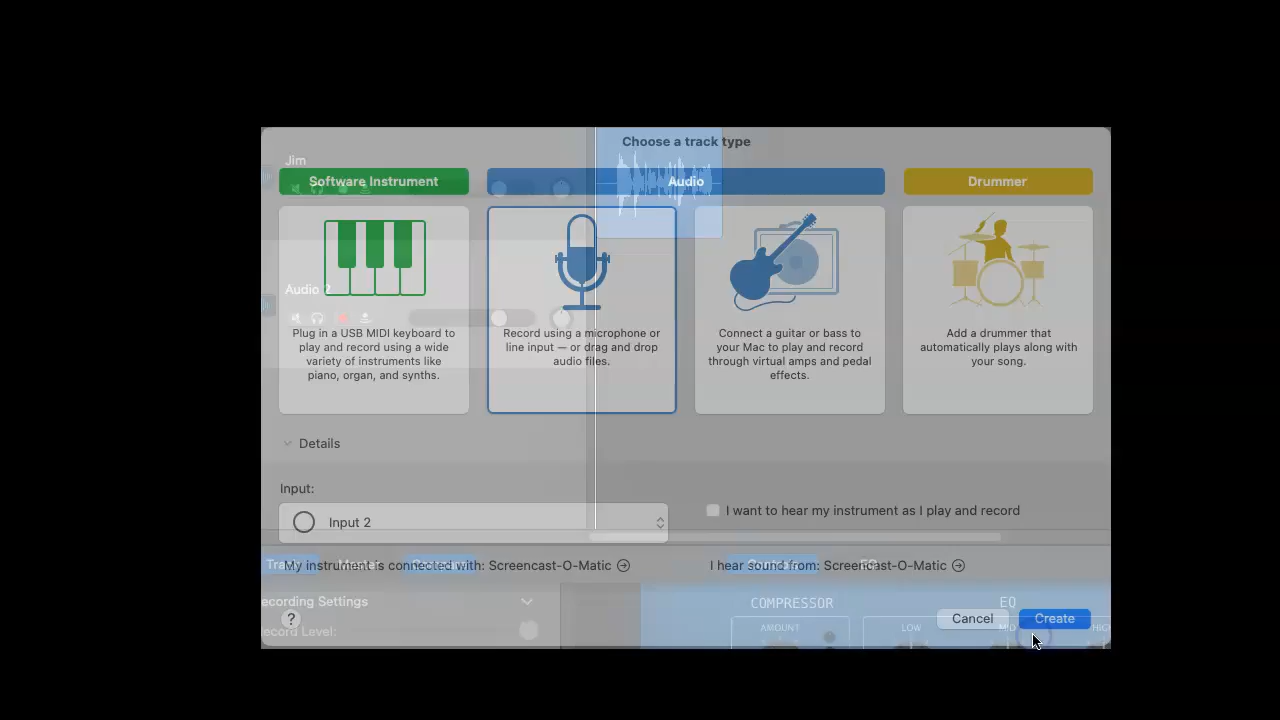 Choose a track type
Jim
Software Instrument
Audio
Drummer
Audio 2
Plug in a USB MIDI keyboard to
play and record using a wide
variety of instruments like
piano, organ, and synths.
Record using a microphone or
line input — or drag and drop
audio files.
Connect a guitar or bass to
your Mac to play and record
through virtual amps and pedal
effects.
Add a drummer that
automatically plays along with
your song.
Details
Input:
Input 2
I want to hear my instrument as I play and record
My instrument is connected with: Screencast-O-Matic
I hear sound from: Screencast-O-Matic
ecording Settings
COMPRESSOR
EQ
?
Cancel
Create
ecord Level:
AMOUNT
LOW
MID